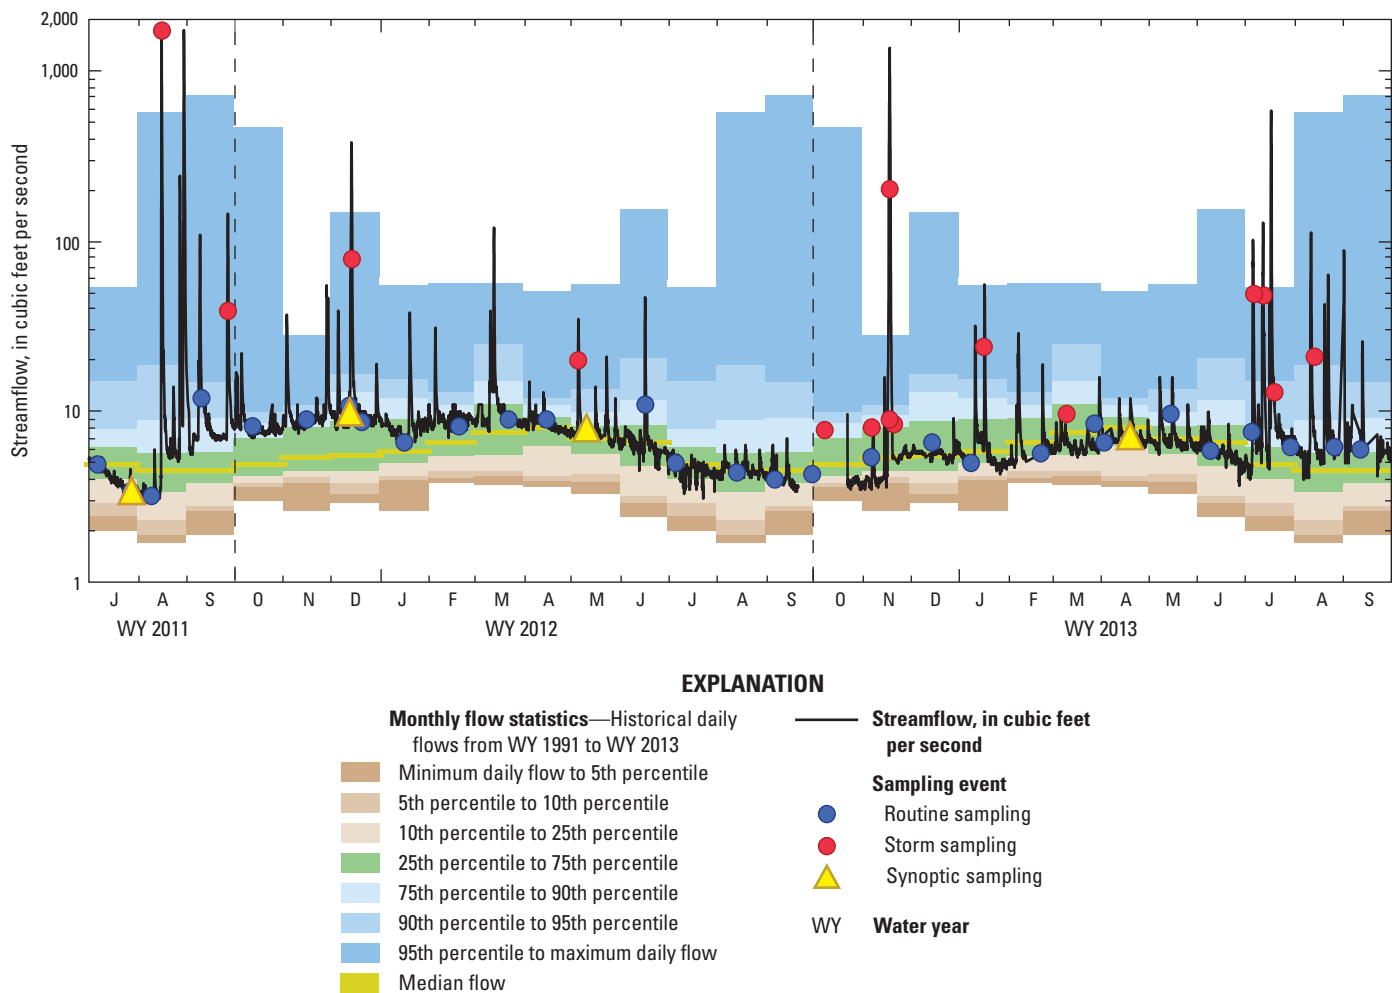 2,000
1,000
100
10
1
Streamflow, in cubic feet per second
J A S O N D J F M A M J J A S O N D J F M A M J J A S
WY 2011 WY 2012 WY 2013
EXPLANATION
Monthly flow statistics—Historical daily
flows from WY 1991 to WY 2013
Minimum daily flow to 5th percentile
5th percentile to 10th percentile
10th percentile to 25th percentile
25th percentile to 75th percentile
75th percentile to 90th percentile
90th percentile to 95th percentile
95th percentile to maximum daily flow
Median flow
Streamflow, in cubic feet
per second
Sampling event
Routine sampling
Storm sampling
Synoptic sampling
WY Water year